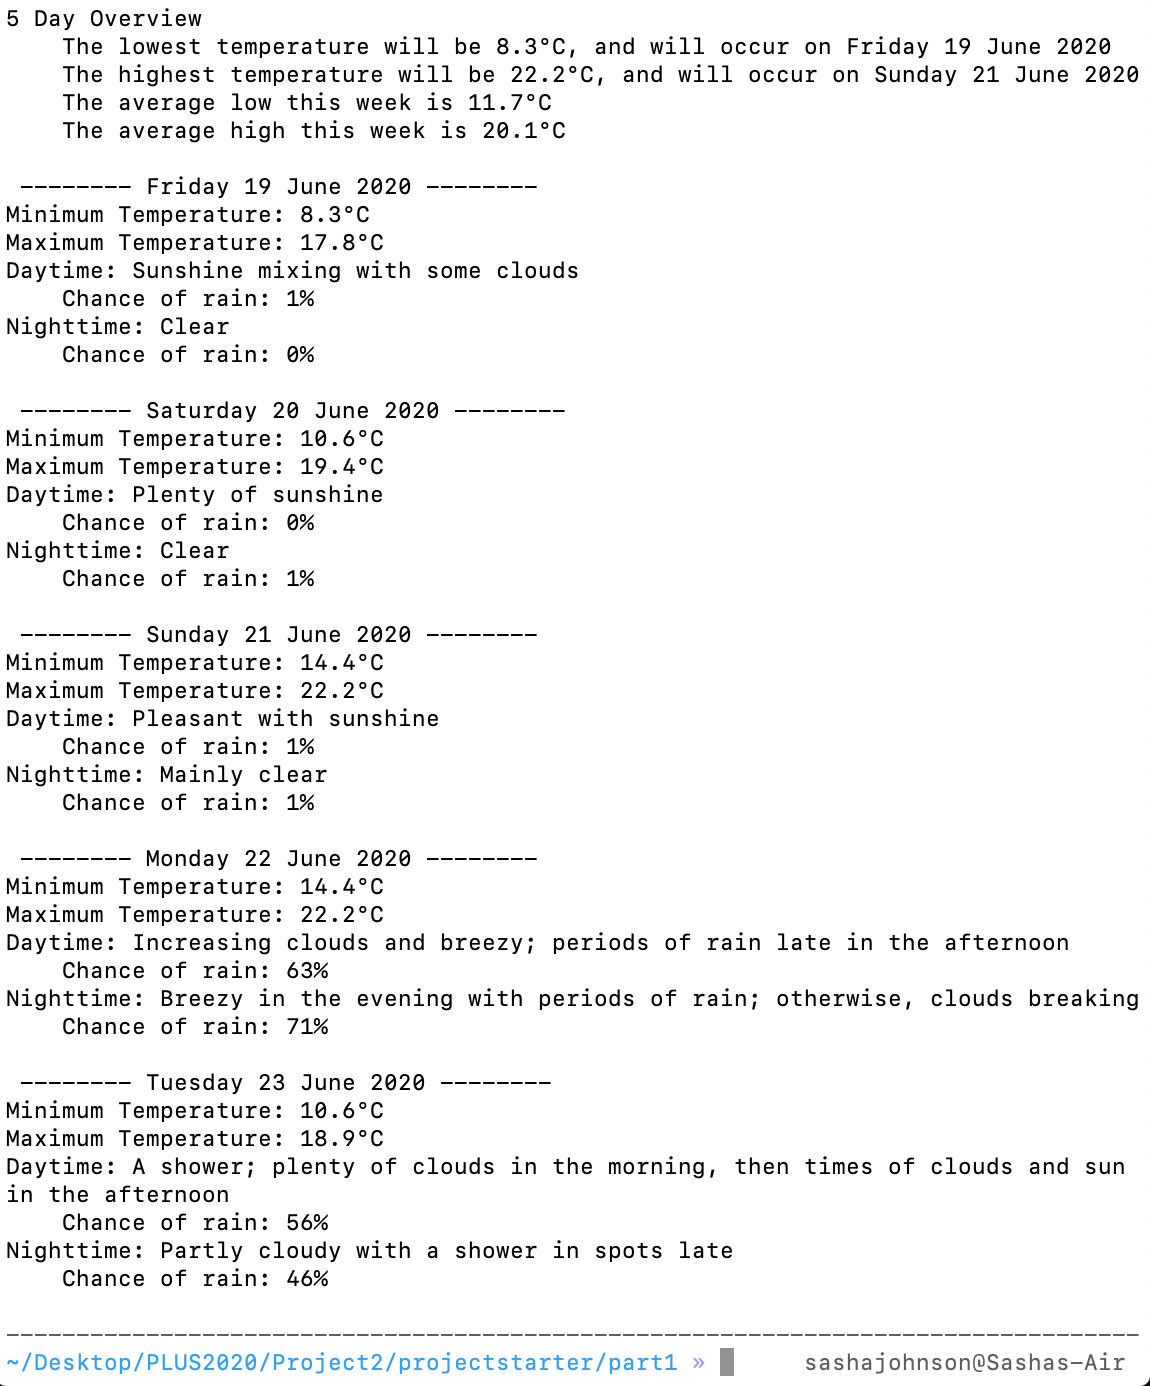 5 Day Overview
    The lowest temperature will be 8.3°C, and will occur on Friday 19 June 2020
    The highest temperature will be 22.2°C, and will occur on Sunday 21 June 2020
    The average low this week is 11.7°C
    The average high this week is 20.1°C

 -------- Friday 19 June 2020 --------
Minimum Temperature: 8.3°C
Maximum Temperature: 17.8°C
Daytime: Sunshine mixing with some clouds
    Chance of rain: 1%
Nighttime: Clear
    Chance of rain: 0%

 -------- Saturday 20 June 2020 --------
Minimum Temperature: 10.6°C
Maximum Temperature: 19.4°C
Daytime: Plenty of sunshine
    Chance of rain: 0%
Nighttime: Clear
    Chance of rain: 1%

 -------- Sunday 21 June 2020 --------
Minimum Temperature: 14.4°C
Maximum Temperature: 22.2°C
Daytime: Pleasant with sunshine
    Chance of rain: 1%
Nighttime: Mainly clear
    Chance of rain: 1%

 -------- Monday 22 June 2020 --------
Minimum Temperature: 14.4°C
Maximum Temperature: 22.2°C
Daytime: Increasing clouds and breezy; periods of rain late in the afternoon
    Chance of rain: 63%
Nighttime: Breezy in the evening with periods of rain; otherwise, clouds breaking
    Chance of rain: 71%

 -------- Tuesday 23 June 2020 --------
Minimum Temperature: 10.6°C
Maximum Temperature: 18.9°C
Daytime: A shower; plenty of clouds in the morning, then times of clouds and sun
in the afternoon
    Chance of rain: 56%
Nighttime: Partly cloudy with a shower in spots late
    Chance of rain: 46%

---------------------------------------------------------------------------------
~/Desktop/PLUS2020/Project2/projectstarter/part1 » sashajohnson@Sashas-Air